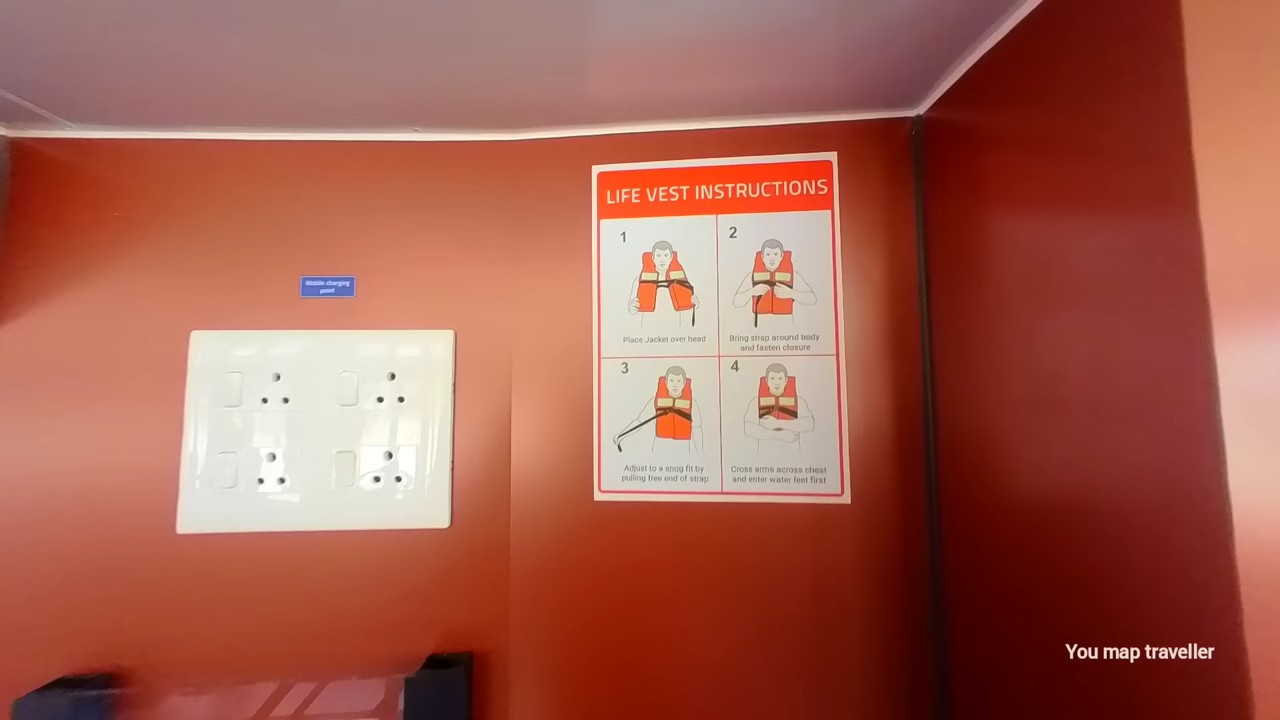 Mobile charging
point
LIFE VEST INSTRUCTIONS
1
Place Jacket over head
2
Bring strap around body
and fasten closure
3
Adjust to a snug fit by
pulling free end of strap
4
Cross arms across chest
and enter water feet first
You map traveller